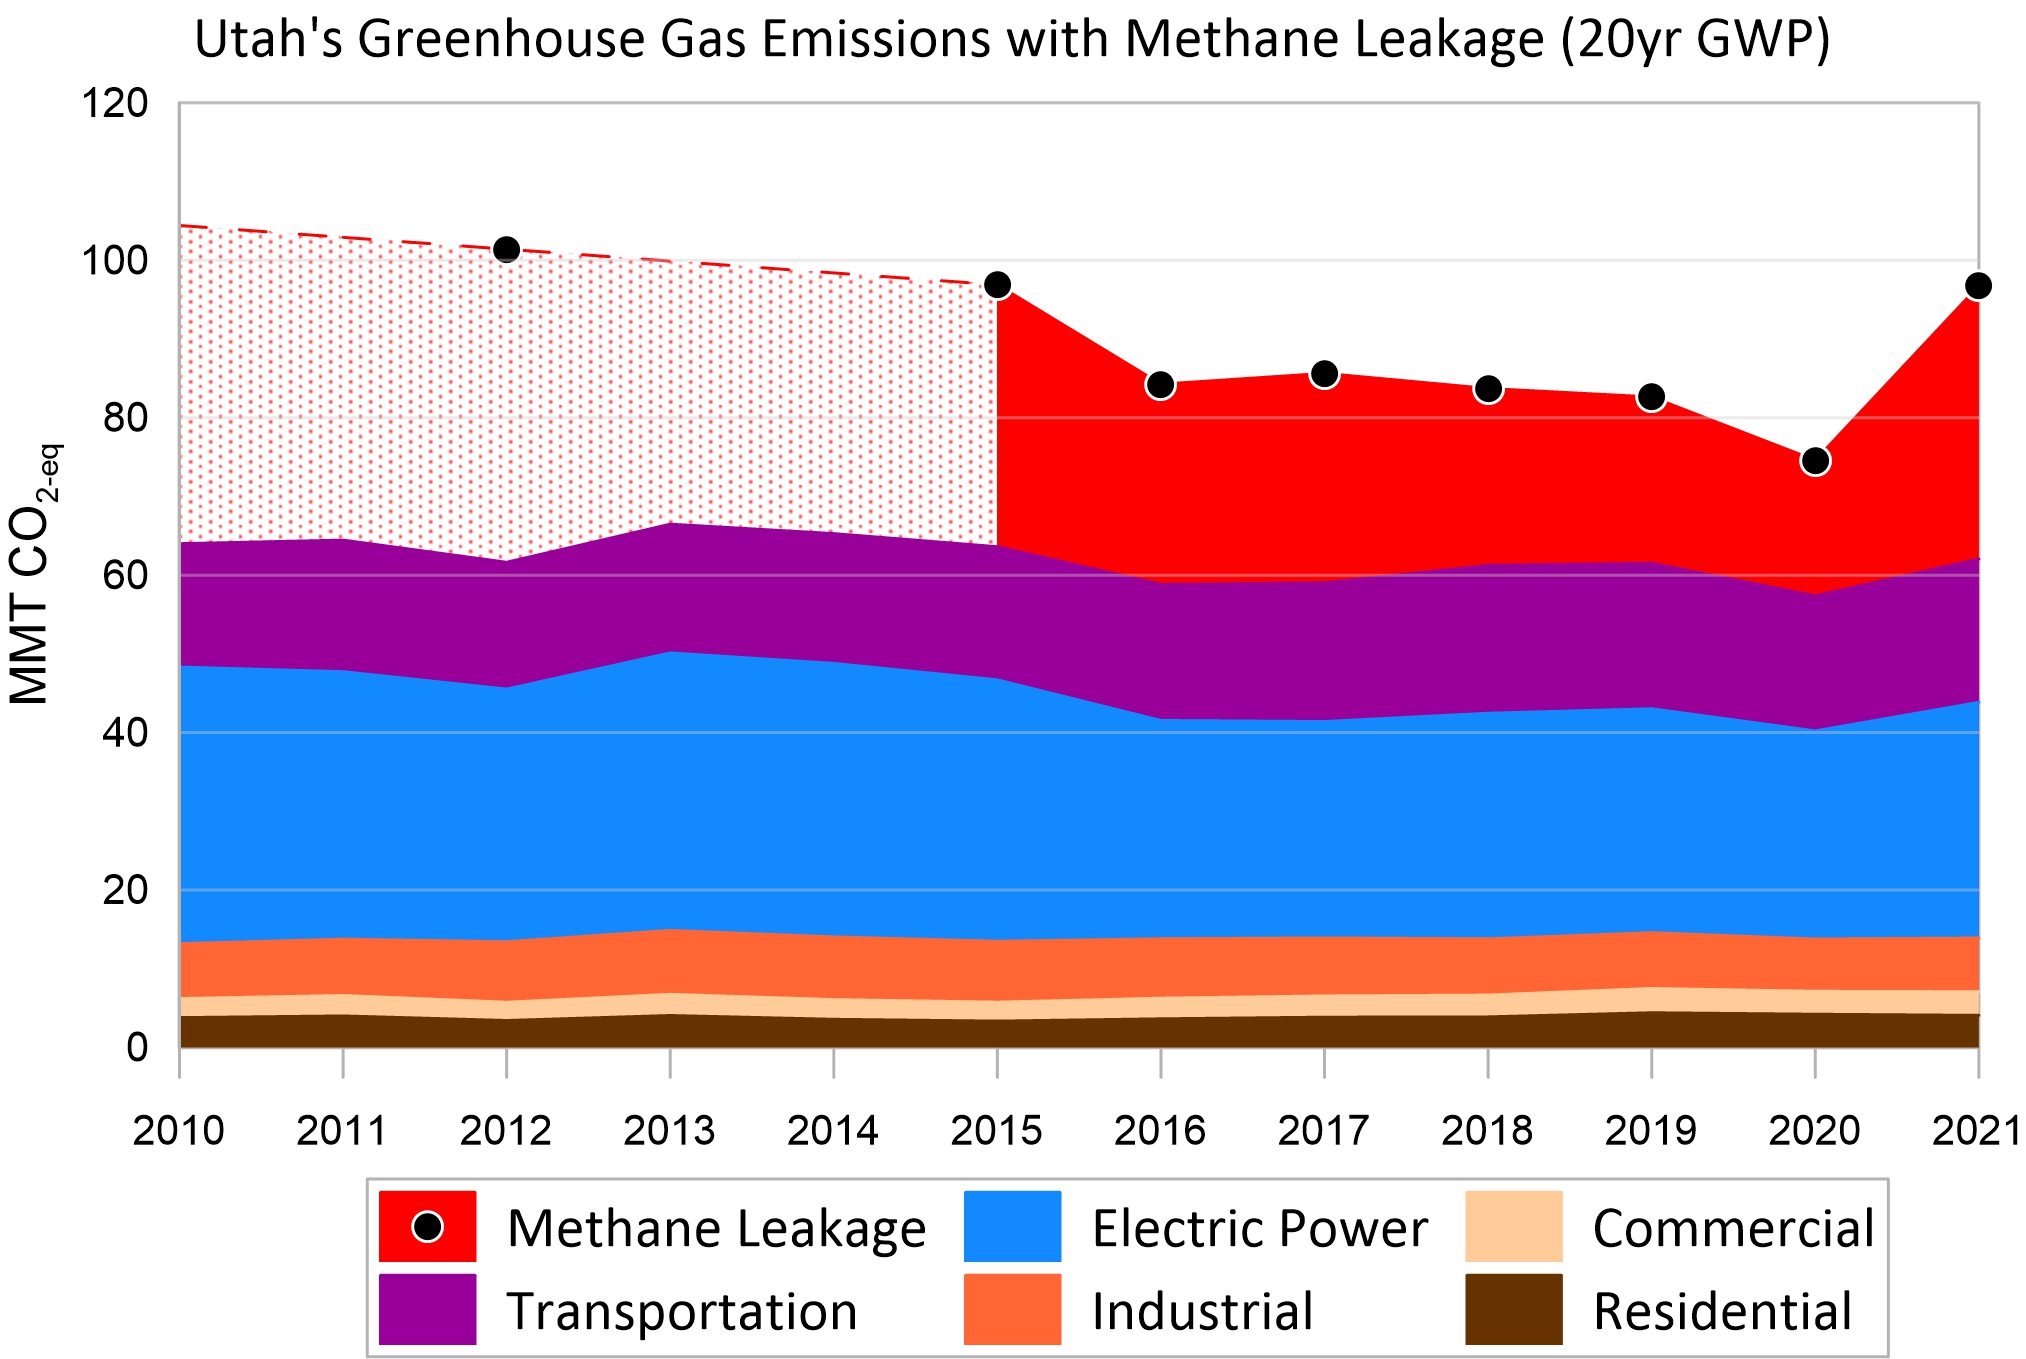 Utah's Greenhouse Gas Emissions with Methane Leakage (20yr GWP)
120
100
80
60
40
20
0
MMT CO2-eq
2010 2011 2012 2013 2014 2015 2016 2017 2018 2019 2020 2021
Methane Leakage Electric Power Commercial
Transportation Industrial Residential